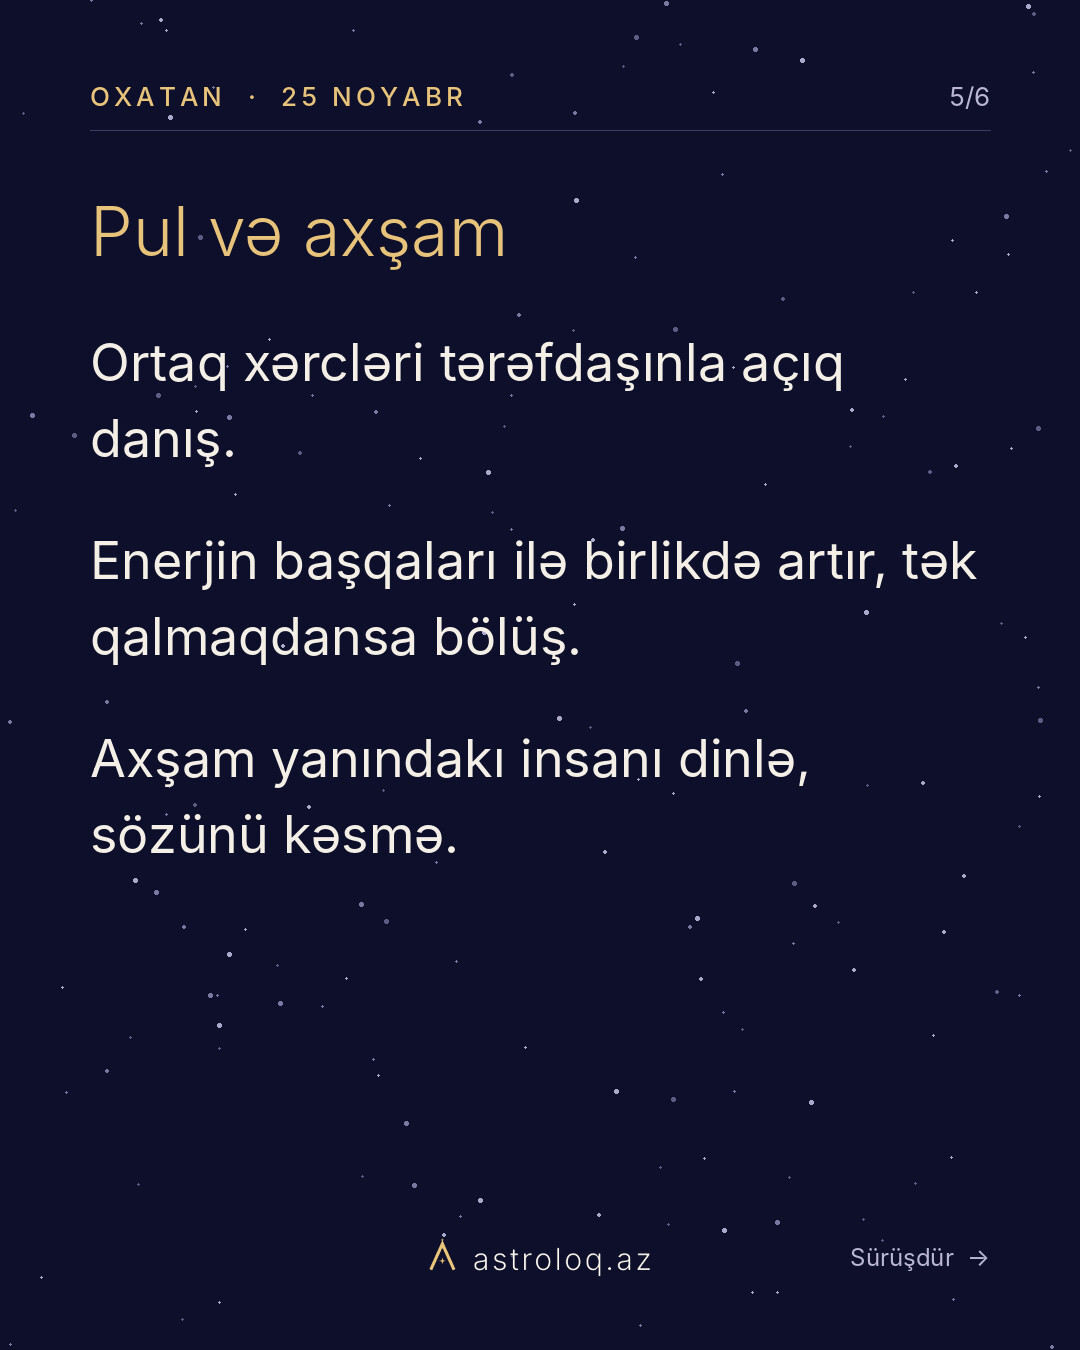 OXATAN · 25 NOYABR 5/6
Pul və axşam
Ortaq xərcləri tərəfdaşınla açıq
danış.
Enerjin başqaları ilə birlikdə artır, tək
qalmaqdansa bölüş.
Axşam yanındakı insanı dinlə,
sözünü kəsmə.
astroloq.az Sürüşdür →